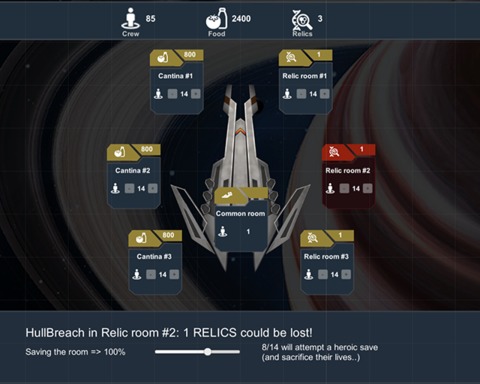 85
Crew
2400
Food
3
Relics
800
Cantina #1
- 14 +
1
Relic room #1
- 14 +
800
Cantina #2
- 14 +
1
Relic room #2
- 14 +
Common room
1
800
Cantina #3
- 14 +
1
Relic room #3
- 14 +
HullBreach in Relic room #2: 1 RELICS could be lost!
Saving the room => 100%
8/14 will attempt a heroic save
(and sacrifice their lives..)